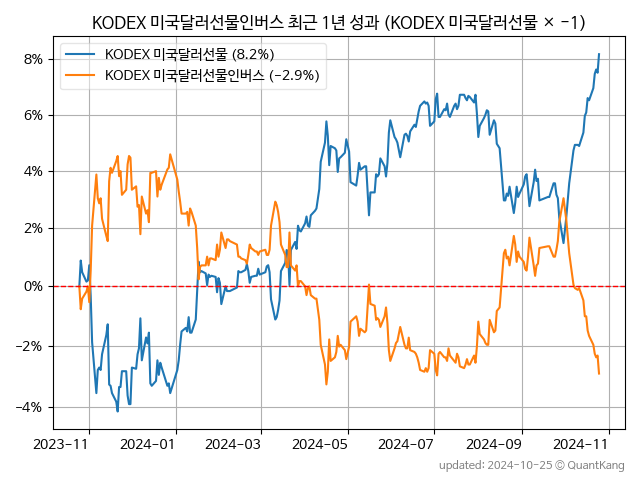 KODEX 미국달러선물인버스 최근 1년 성과 (KODEX 미국달러선물 × -1)
KODEX 미국달러선물 (8.2%)
KODEX 미국달러선물인버스 (-2.9%)
8%
6%
4%
2%
0%
-2%
-4%
2023-11 2024-01 2024-03 2024-05 2024-07 2024-09 2024-11
updated: 2024-10-25 © QuantKang